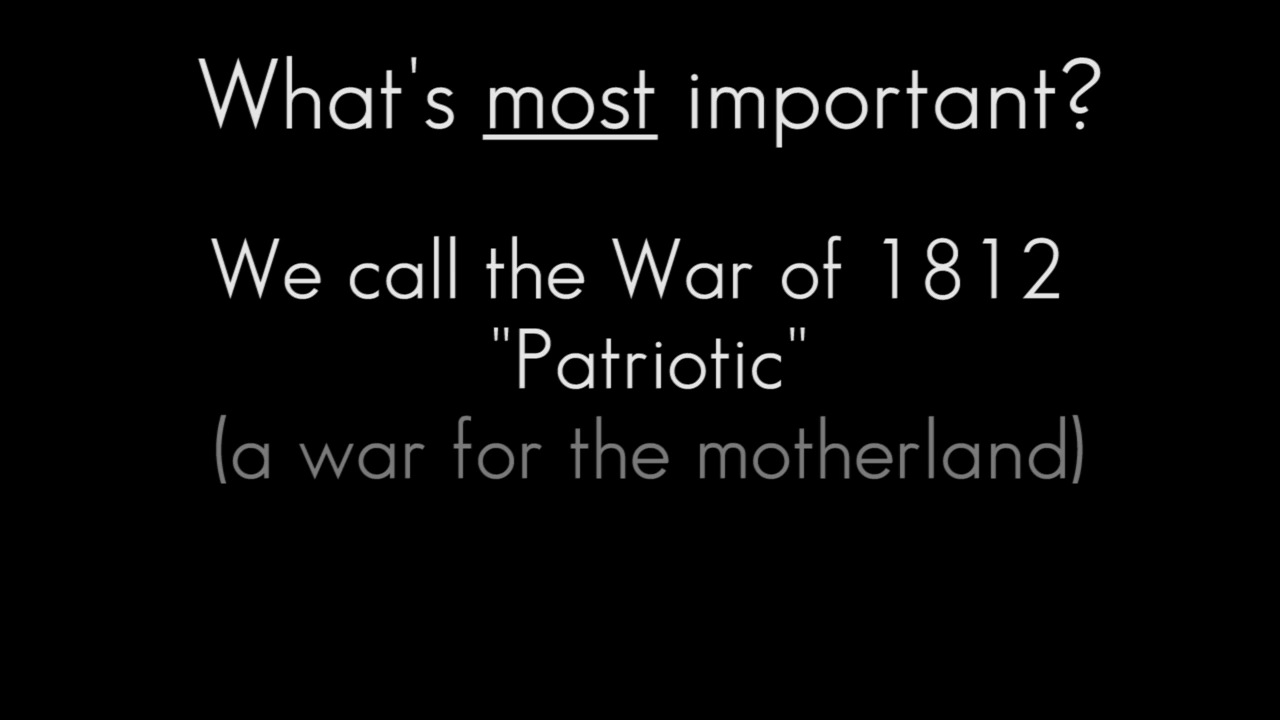 What's most important?
We call the War of 1812
"Patriotic"
(a war for the motherland)